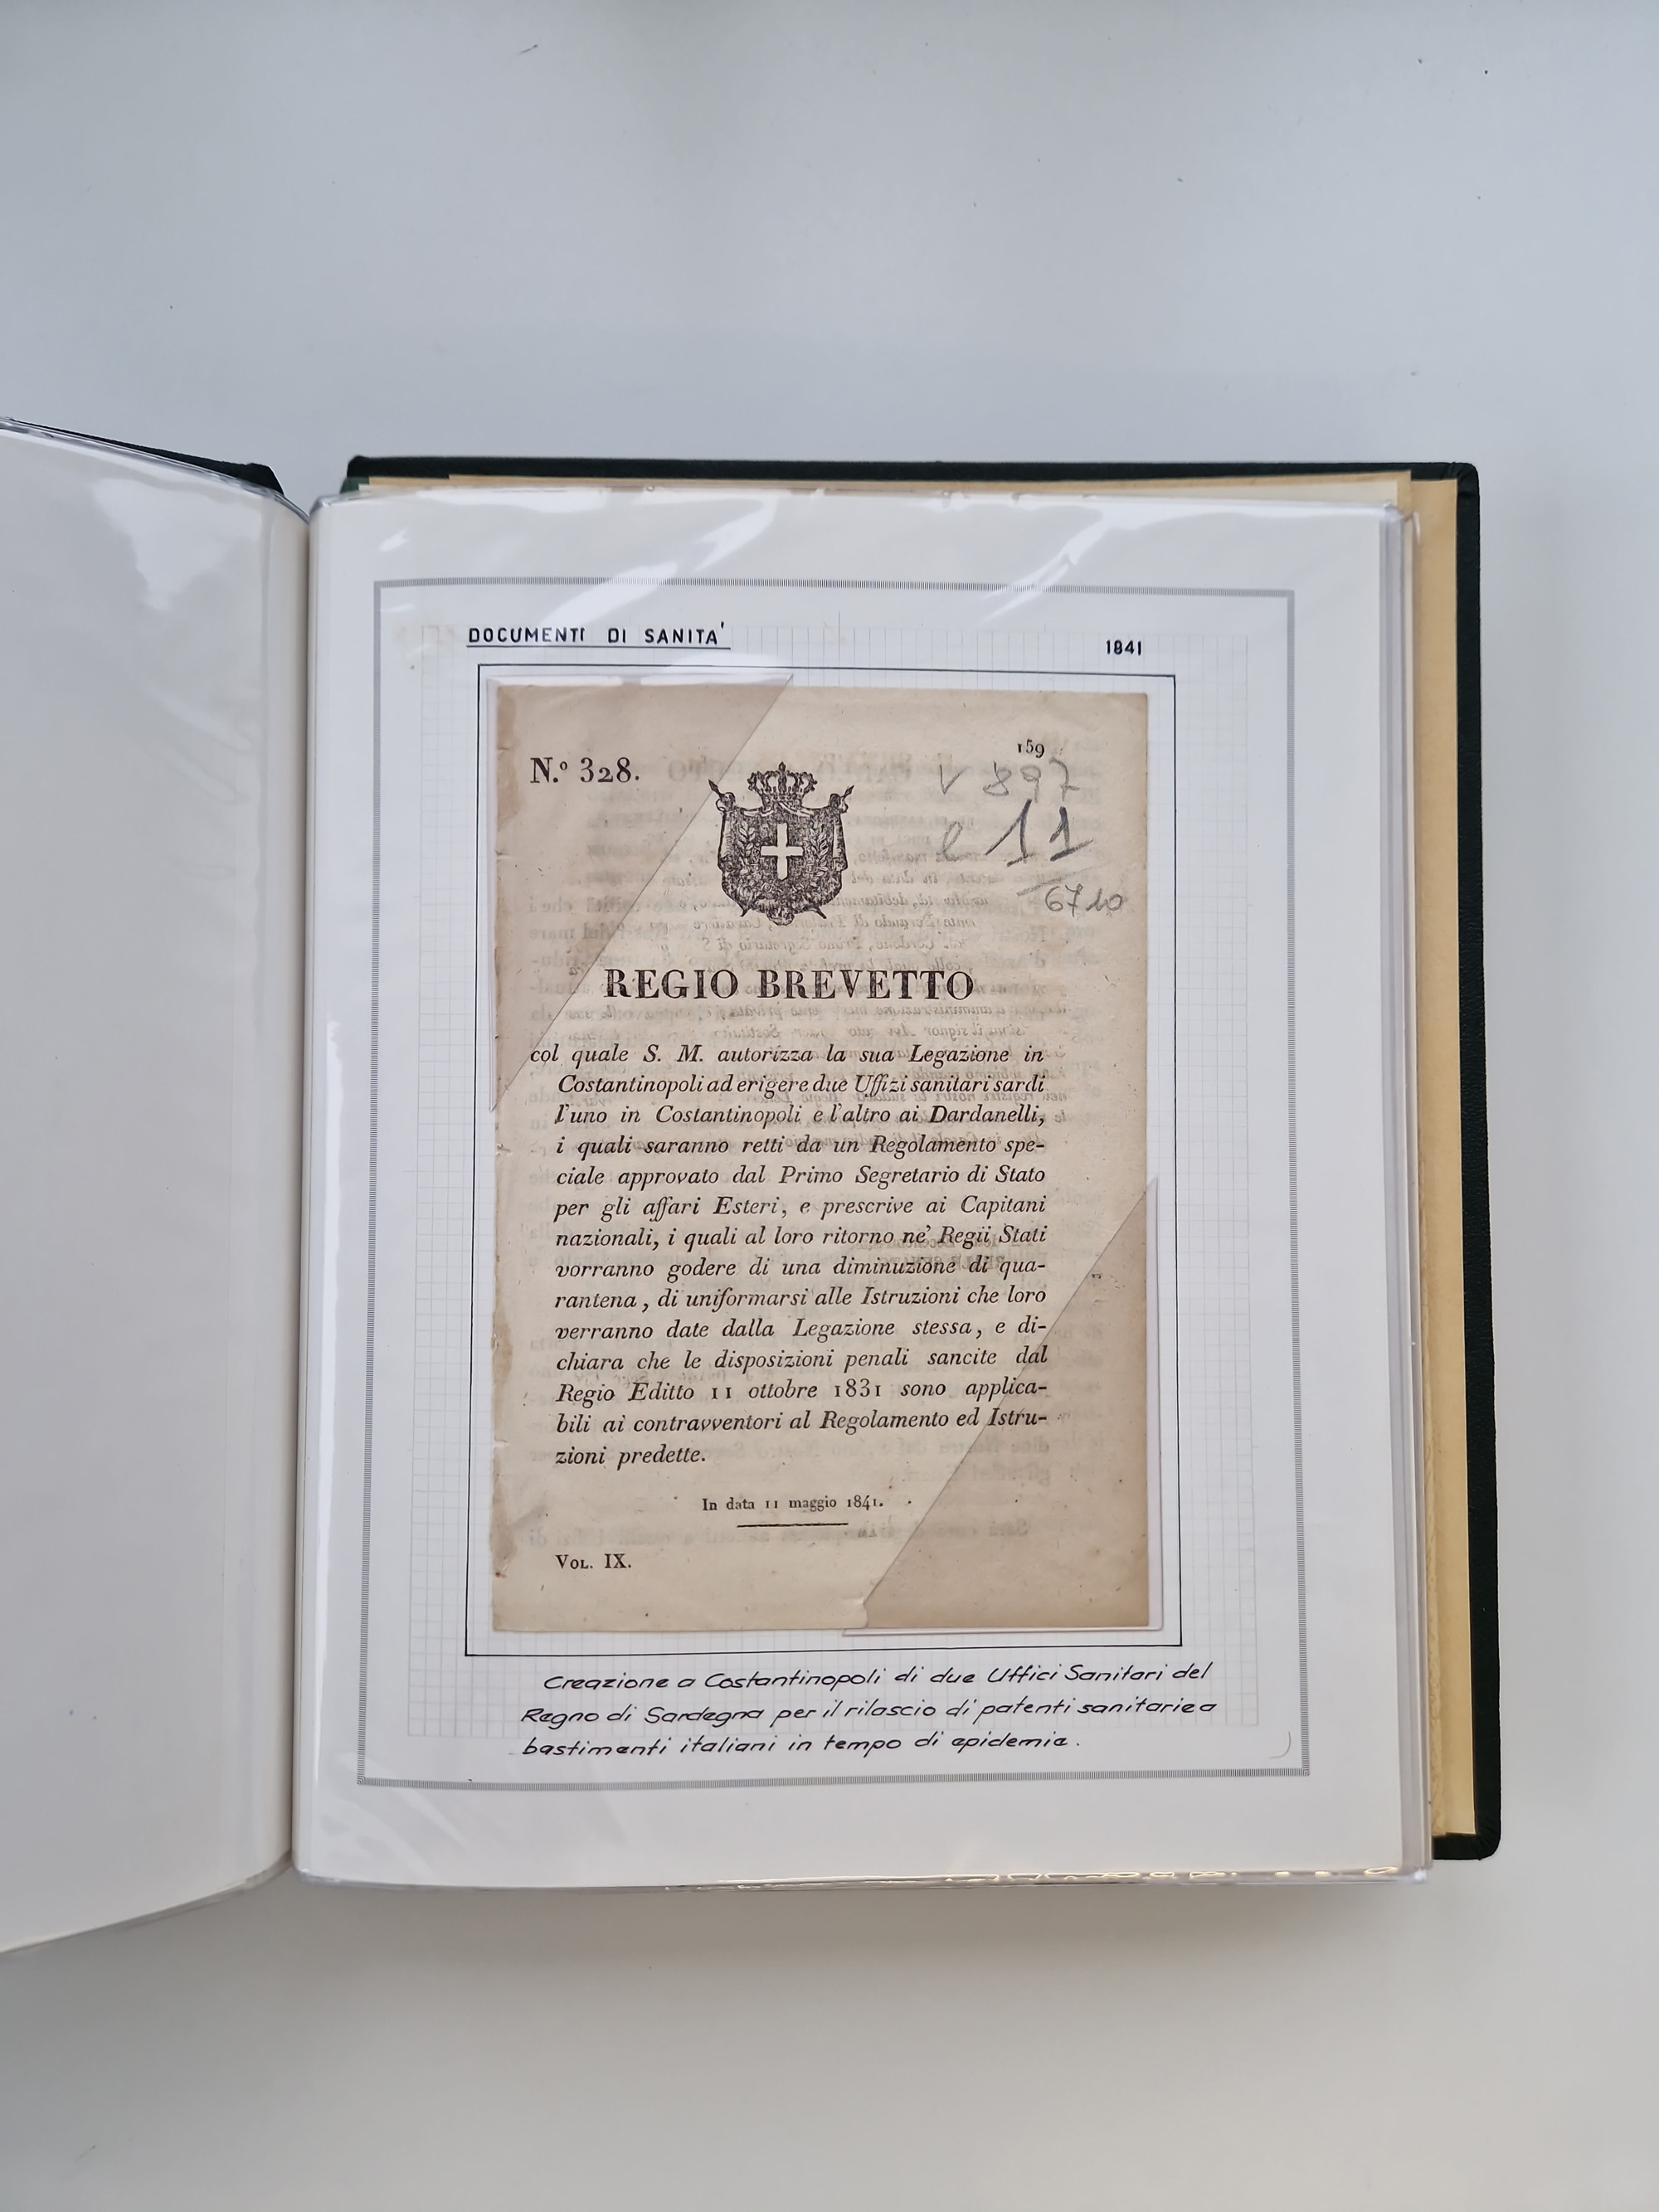 DOCUMENTI DI SANITA'
1841
159
N.º 328.
V 897
e 11
6710
REGIO BREVETTO
col quale S. M. autorizza la sua Legazione in
Costantinopoli ad erigere due Uffizi sanitari sardi
l'uno in Costantinopoli e l'altro ai Dardanelli,
i quali saranno retti da un Regolamento spe-
ciale approvato dal Primo Segretario di Stato
per gli affari Esteri, e prescrive ai Capitani
nazionali, i quali al loro ritorno ne' Regii Stati
vorranno godere di una diminuzione di qua-
rantena, di uniformarsi alle Istruzioni che loro
verranno date dalla Legazione stessa, e di-
chiara che le disposizioni penali sancite dal
Regio Editto 11 ottobre 1831 sono applica-
bili ai contravventori al Regolamento ed Istru-
zioni predette.
In data 11 maggio 1841.
VOL. IX.
Creazione a Costantinopoli di due Uffici Sanitari del
Regno di Sardegna per il rilascio di patenti sanitarie a
bastimenti italiani in tempo di epidemia.